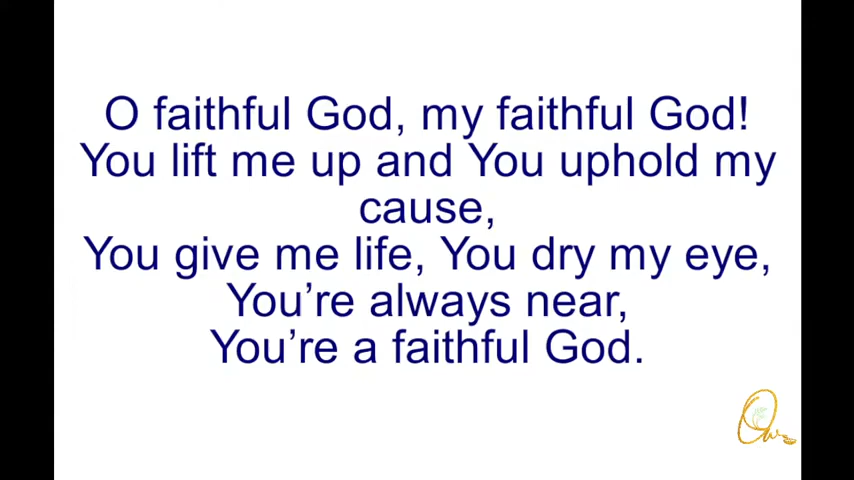 O faithful God, my faithful God!
You lift me up and You uphold my
cause,
You give me life, You dry my eye,
You’re always near,
You’re a faithful God.